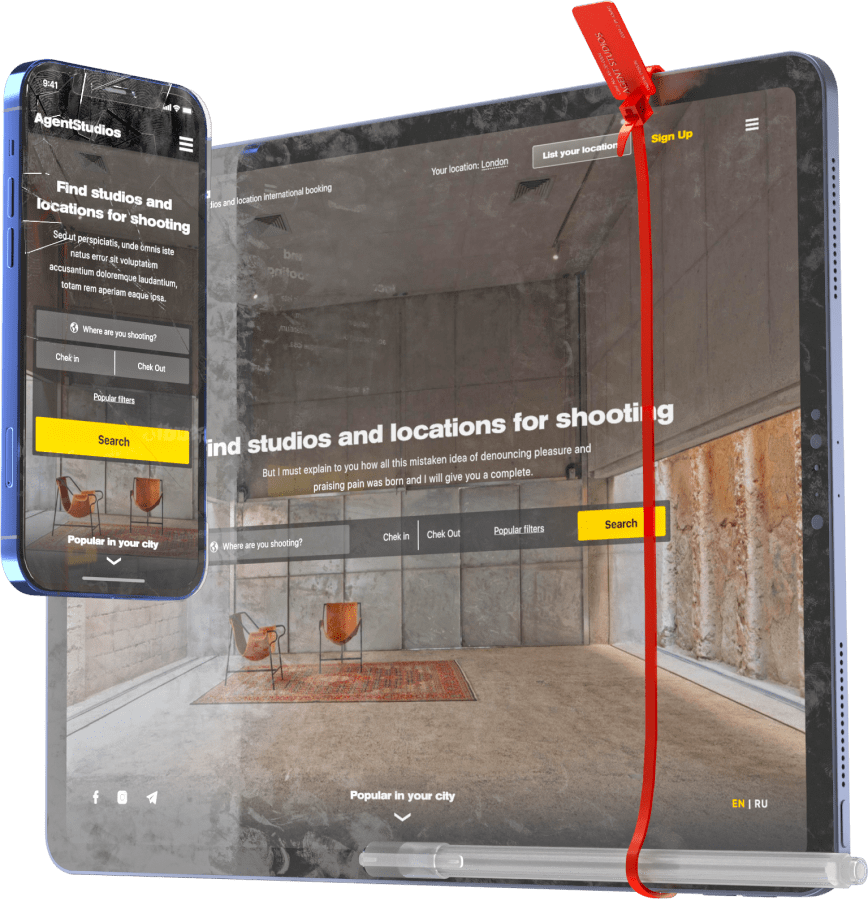 9:41
AgentStudios
Find studios and
locations for shooting
Sed ut perspiciatis, unde omnis iste
natus error sit voluptatem
accusantium doloremque laudantium,
totam rem aperiam eaque ipsa.
Where are you shooting?
Chek in
Chek Out
Popular filters
Search
Popular in your city
AGENTSTUDIOS
Your location: London
List your location
Sign Up
and location International booking
studios and locations for shooting
But I must explain to you how all this mistaken idea of denouncing pleasure and
praising pain was born and I will give you a complete.
Where are you shooting?
Chek in
Chek Out
Popular filters
Search
Popular in your city
EN | RU